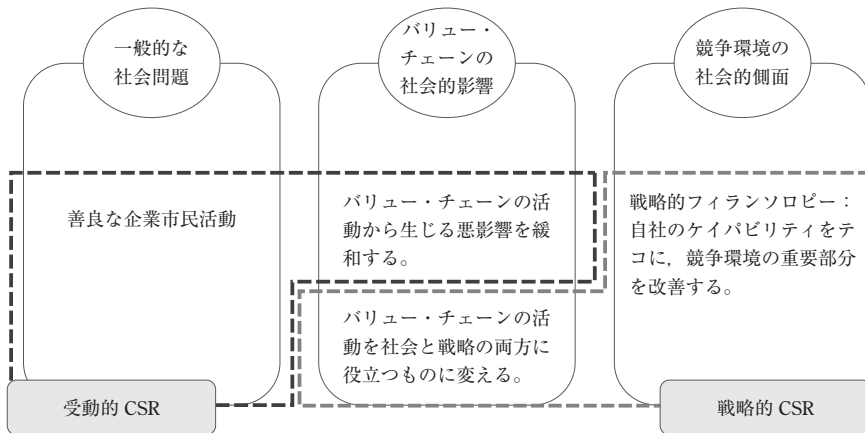 一般的な
社会問題
バリュー・
チェーンの
社会的影響
競争環境の
社会的側面
善良な企業市民活動
バリュー・チェーンの活
動から生じる悪影響を緩
和する。
戦略的フィランソロピー：
自社のケイパビリティをテ
コに，競争環境の重要部分
を改善する。
バリュー・チェーンの活
動を社会と戦略の両方に
役立つものに変える。
受動的 CSR
戦略的 CSR